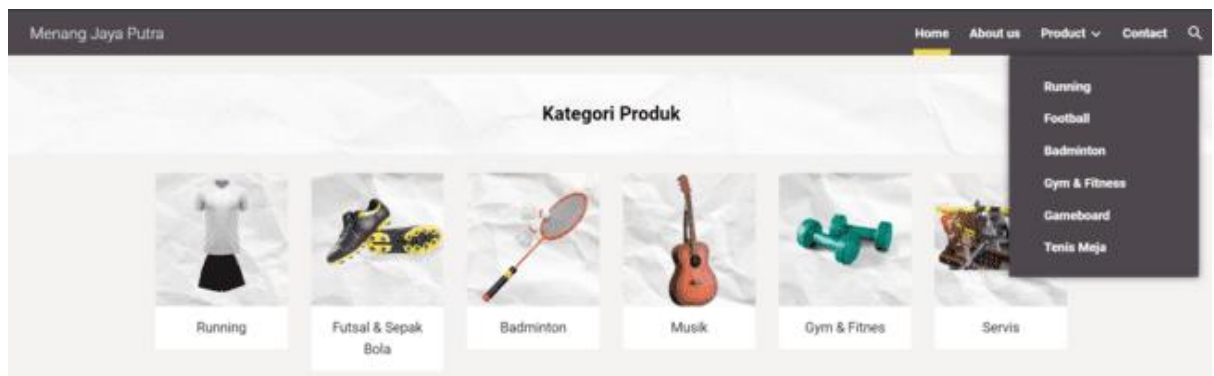 Menang Jaya Putra
Home About us Product Contact
Running
Football
Badminton
Gym & Fitness
Gameboard
Tenis Meja
Kategori Produk
Running
Futsal & Sepak
Bola
Badminton
Musik
Gym & Fitnes
Servis